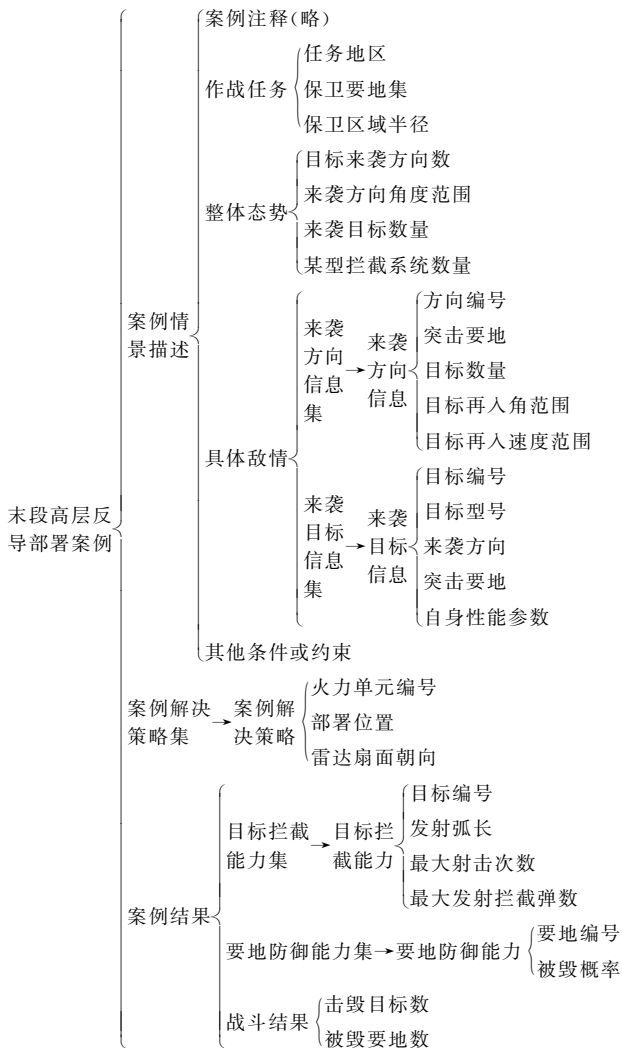 末段高层反
导部署案例
案例情
景描述
案例注释(略)
作战任务
任务地区
保卫要地集
保卫区域半径
整体态势
目标来袭方向数
来袭方向角度范围
来袭目标数量
某型拦截系统数量
具体敌情
来袭
方向
信息
集
来袭
方向
信息
方向编号
突击要地
目标数量
目标再入角范围
目标再入速度范围
来袭
目标
信息
集
来袭
目标
信息
目标编号
目标型号
来袭方向
突击要地
自身性能参数
其他条件或约束
案例解决
策略集
案例解
决策略
火力单元编号
部署位置
雷达扇面朝向
案例结果
目标拦截
能力集
目标拦
截能力
目标编号
发射弧长
最大射击次数
最大发射拦截弹数
要地防御能力集
要地防御能力
要地编号
被毁概率
战斗结果
击毁目标数
被毁要地数